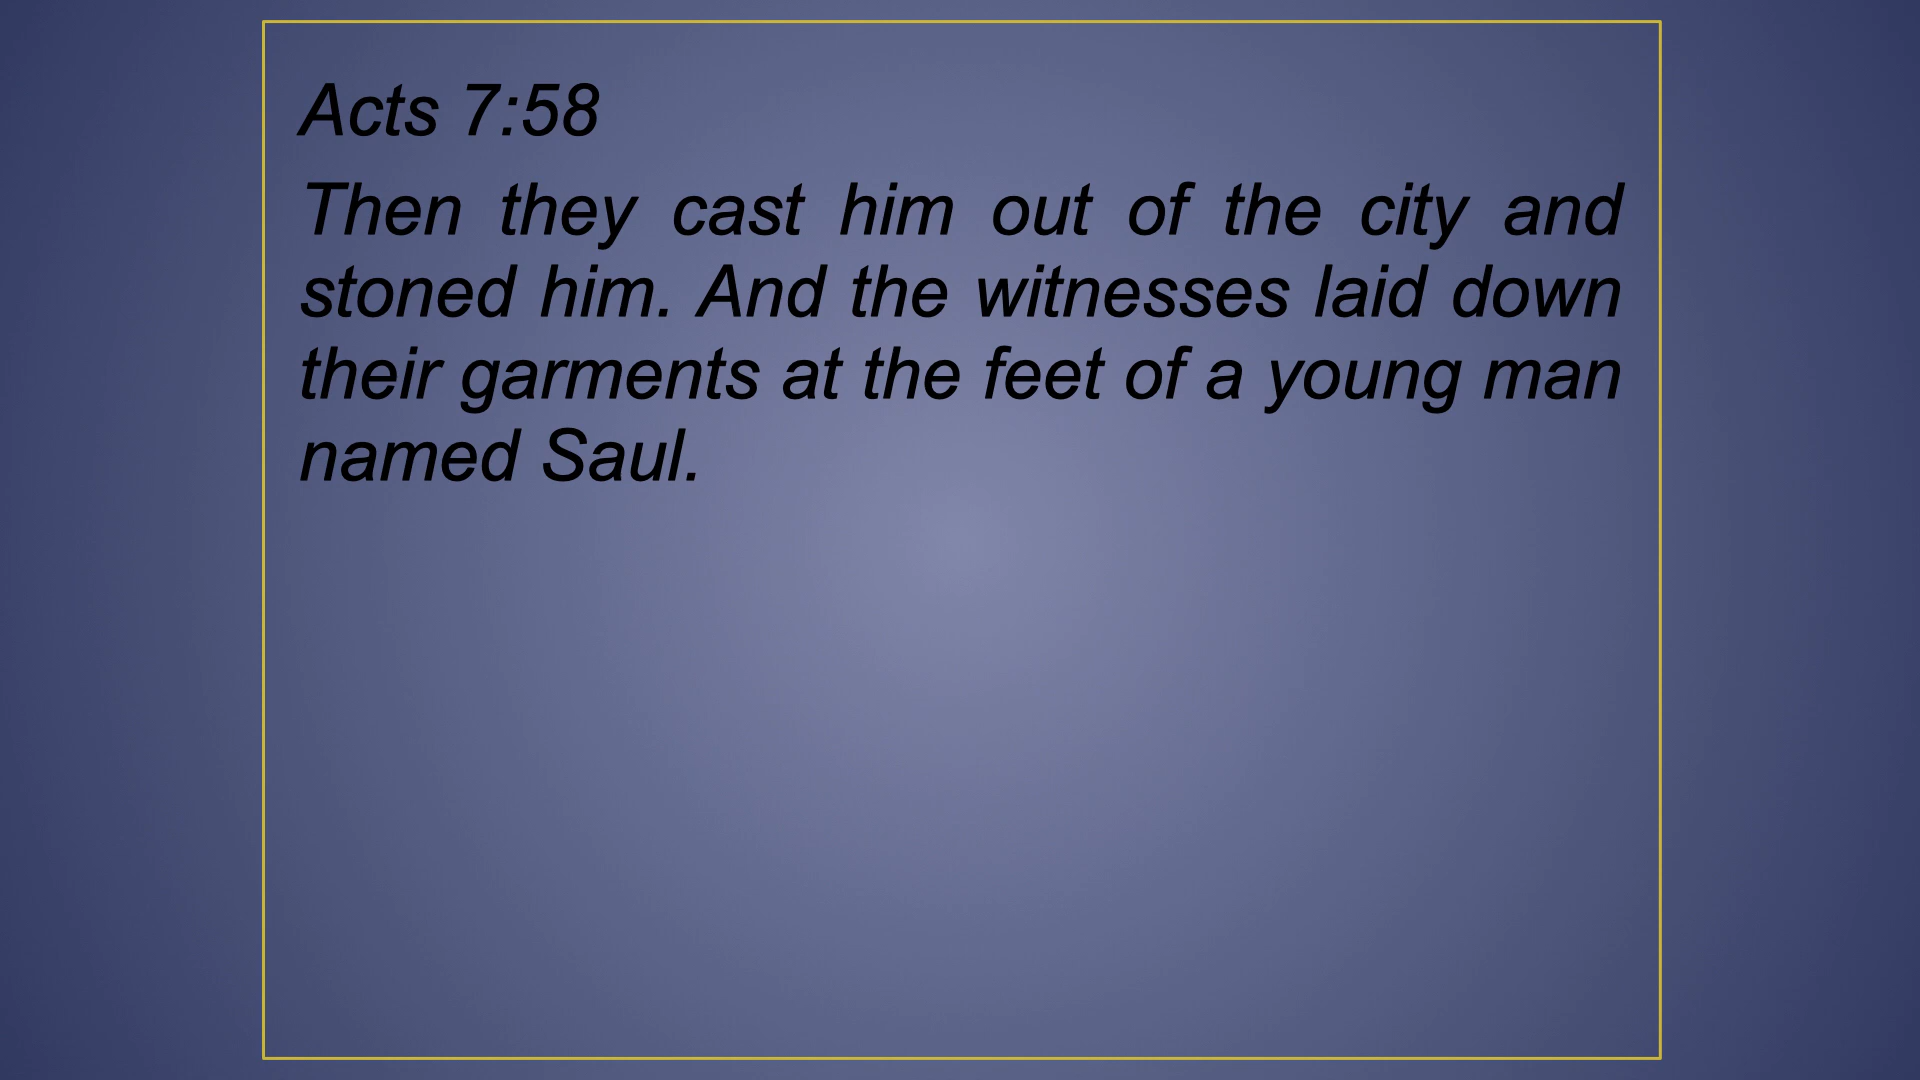 Acts 7:58
Then they cast him out of the city and
stoned him. And the witnesses laid down
their garments at the feet of a young man
named Saul.